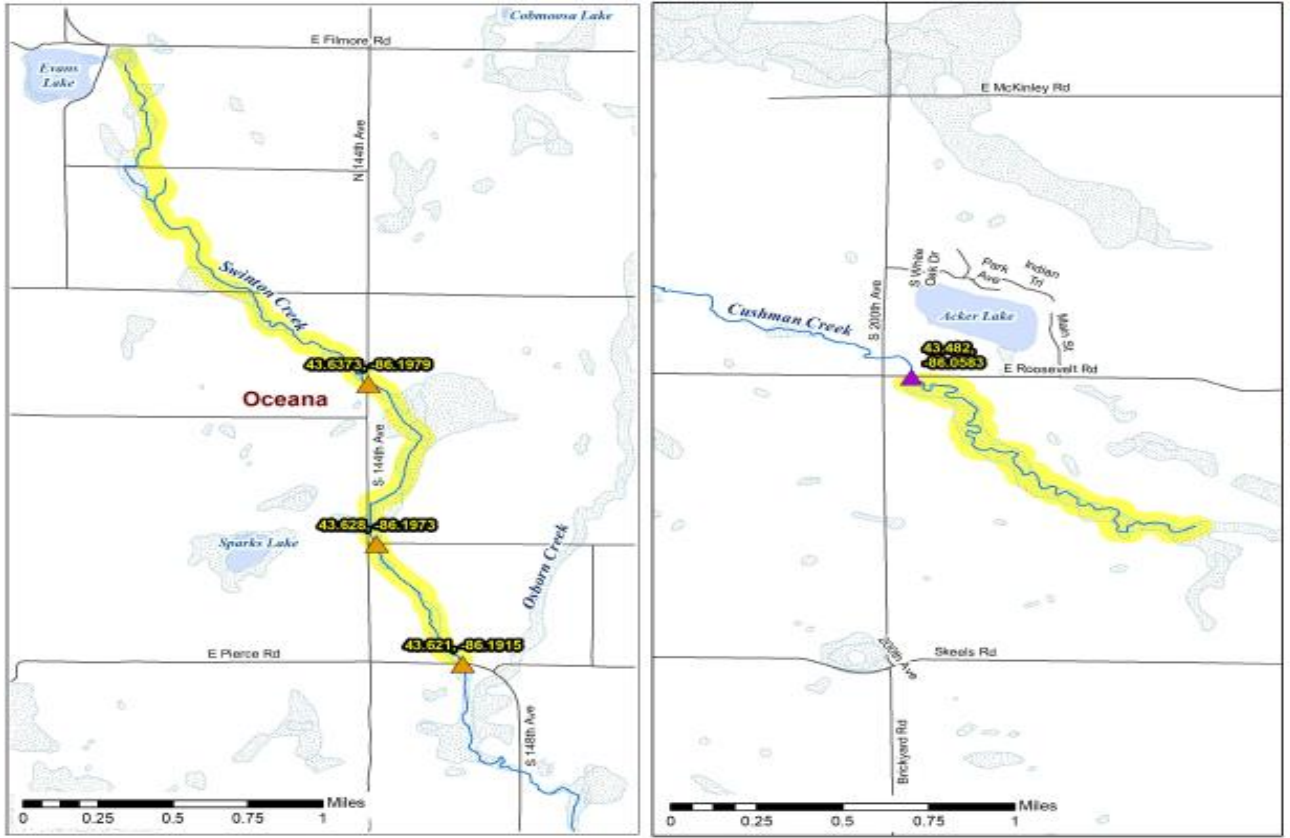 Cobmoosa Lake
E Filmore Rd
Evans
Lake
N 144th Ave
Swinton Creek
43.6373, -86.1979
Oceana
S 144th Ave
43.628, -86.1973
Sparks Lake
Osborn Creek
43.621, -86.1915
E Pierce Rd
S 148th Ave
Miles
0 0.25 0.5 0.75 1
E McKinley Rd
S White
Oak Dr
Park
Ave
Indian
Trl
S 200th Ave
Cushman Creek
Acker Lake
Main St
43.482,
-86.0583
E Roosevelt Rd
200th Ave
Skeels Rd
Brickyard Rd
Miles
0 0.25 0.5 0.75 1